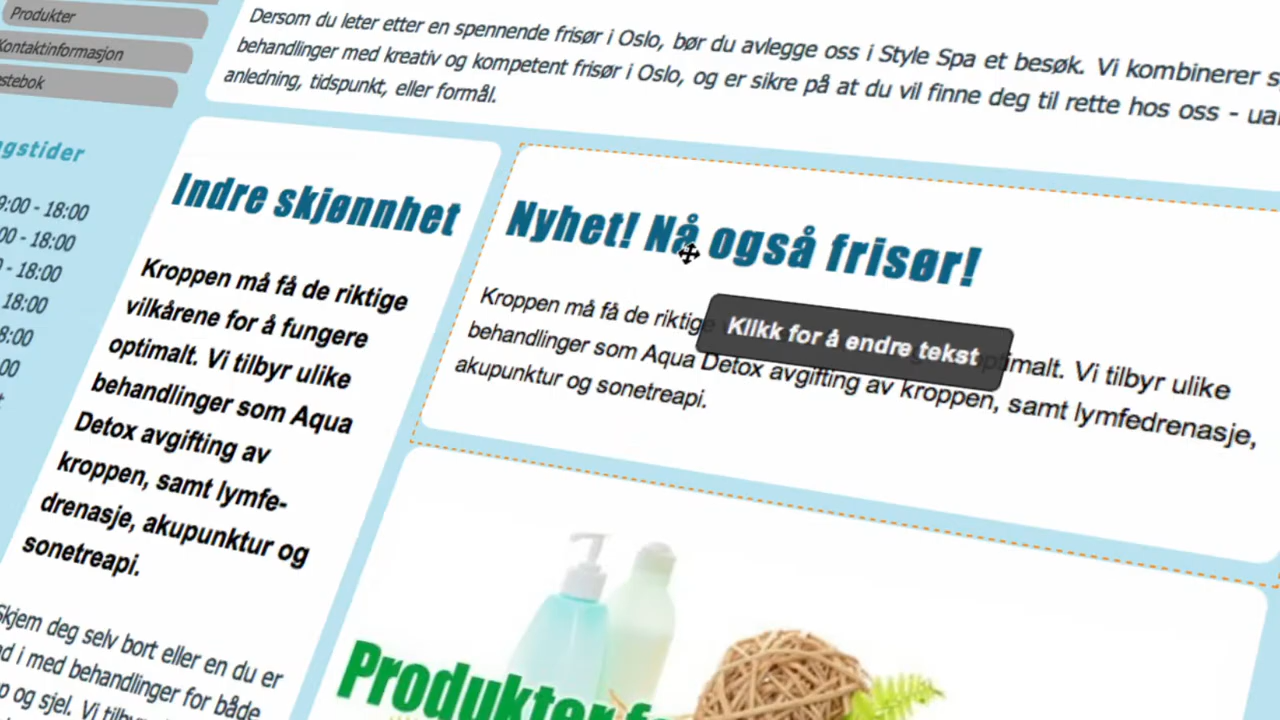 Produkter
Kontaktinformasjon
Dersom du leter etter en spennende frisør i Oslo, bør du avlegge oss i Style Spa et besøk. Vi kombinerer
behandlinger med kreativ og kompetent frisør i Oslo, og er sikre på at du vil finne deg til rette hos oss -
anledning, tidspunkt, eller formål.
9:00 - 18:00
00 - 18:00
- 18:00
18:00
8:00
:00
Indre skjønnhet
Kroppen må få de riktige
vilkårene for å fungere
optimalt. Vi tilbyr ulike
behandlinger som Aqua
Detox avgifting av
kroppen, samt lymfe-
drenasje, akupunktur og
sonetreapi.
Skjem deg selv bort eller en du er
i med behandlinger for både
og sjel. Vi
Nyhet! Nå også frisør!
Kroppen må få de riktige optimalt. Vi tilbyr ulike
behandlinger som Aqua Detox avgifting av kroppen, samt lymfedrenasje,
akupunktur og sonetreapi.
Klikk for å endre tekst
Produkter